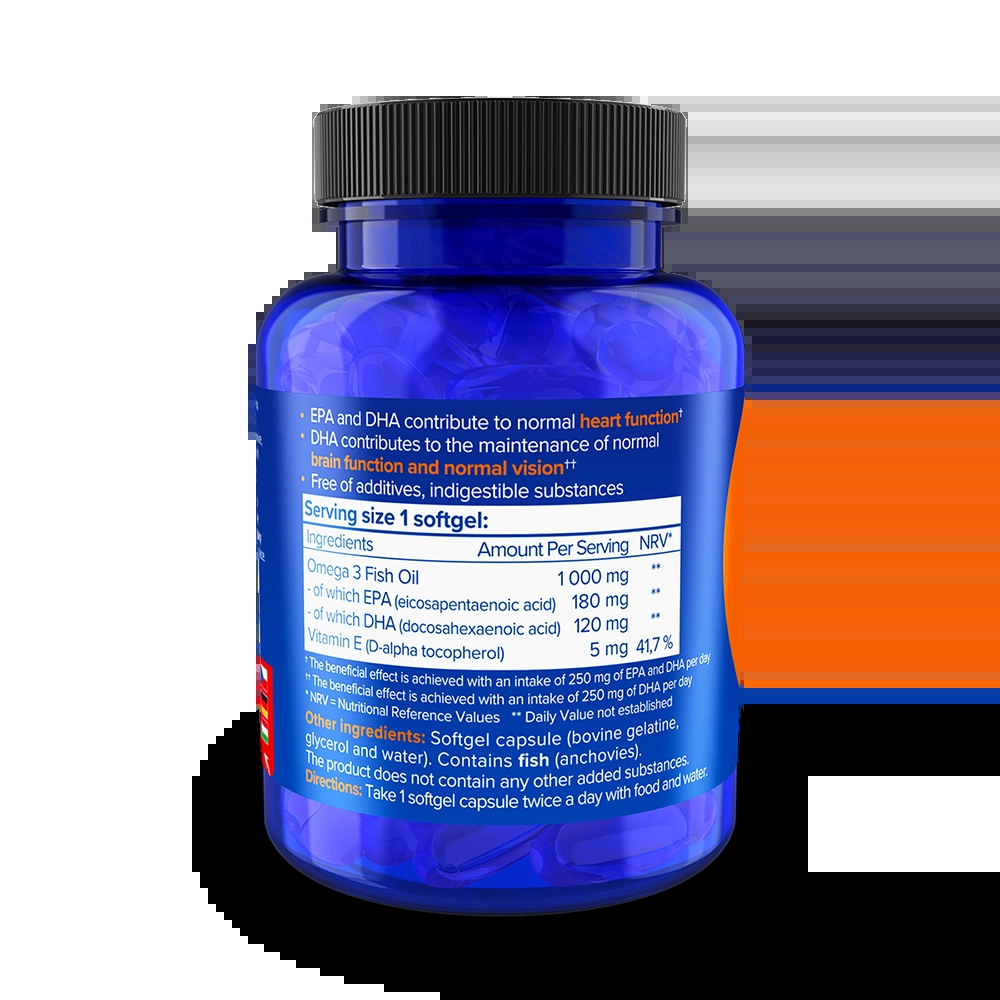 • EPA and DHA contribute to normal heart function†
• DHA contributes to the maintenance of normal
brain function and normal vision††
• Free of additives, indigestible substances
Serving size 1 softgel:
Ingredients Amount Per Serving NRV*
Omega 3 Fish Oil 1 000 mg **
- of which EPA (eicosapentaenoic acid) 180 mg **
- of which DHA (docosahexaenoic acid) 120 mg **
Vitamin E (D-alpha tocopherol) 5 mg 41,7 %
† The beneficial effect is achieved with an intake of 250 mg of EPA and DHA per day
†† The beneficial effect is achieved with an intake of 250 mg of DHA per day
* NRV = Nutritional Reference Values ** Daily Value not established
Other ingredients: Softgel capsule (bovine gelatine,
glycerol and water). Contains fish (anchovies).
The product does not contain any other added substances.
Directions: Take 1 softgel capsule twice a day with food and water.